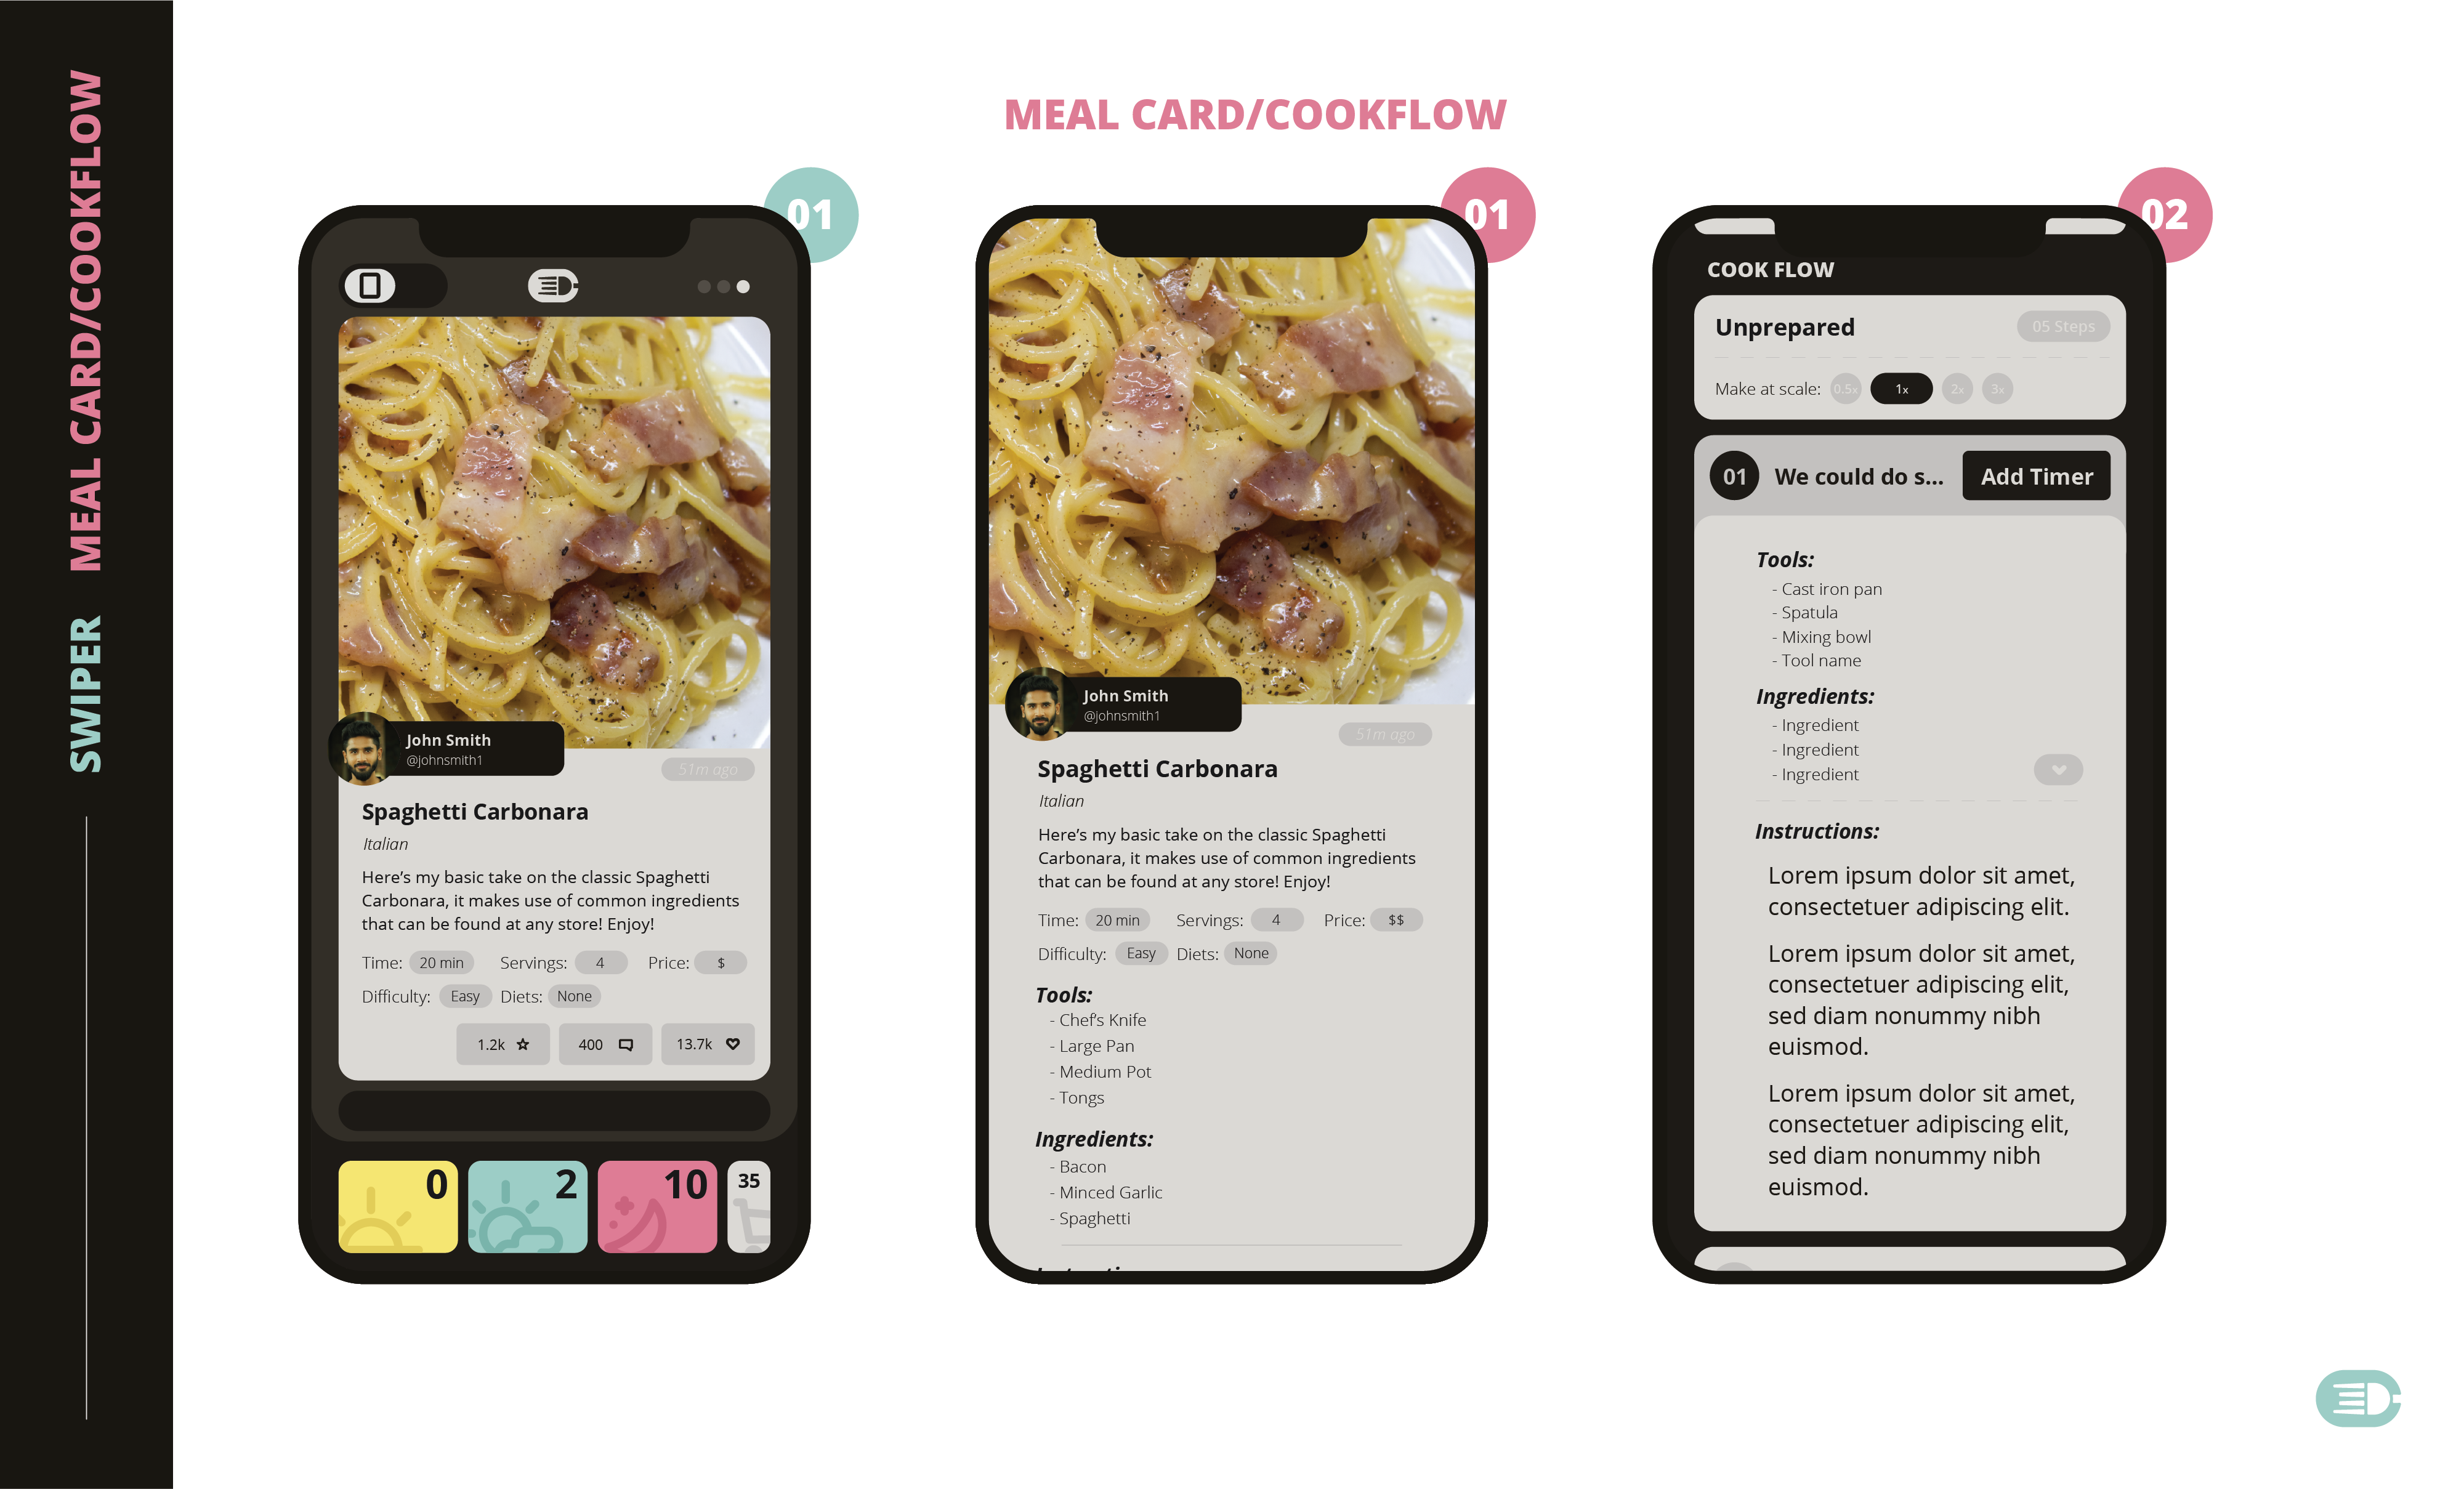 MEAL CARD/COOKFLOW
SWIPER
MEAL CARD/COOKFLOW
01
John Smith
@johnsmith1
51m ago
Spaghetti Carbonara
Italian
Here’s my basic take on the classic Spaghetti
Carbonara, it makes use of common ingredients
that can be found at any store! Enjoy!
Time: 20 min Servings: 4 Price: $
Difficulty: Easy Diets: None
1.2k 400 13.7k
0 2 10 35
01
John Smith
@johnsmith1
51m ago
Spaghetti Carbonara
Italian
Here’s my basic take on the classic Spaghetti
Carbonara, it makes use of common ingredients
that can be found at any store! Enjoy!
Time: 20 min Servings: 4 Price: $$
Difficulty: Easy Diets: None
Tools:
- Chef's Knife
- Large Pan
- Medium Pot
- Tongs
Ingredients:
- Bacon
- Minced Garlic
- Spaghetti
02
COOK FLOW
Unprepared 05 Steps
Make at scale: 0.5x 1x 2x 3x
01 We could do s... Add Timer
Tools:
- Cast iron pan
- Spatula
- Mixing bowl
- Tool name
Ingredients:
- Ingredient
- Ingredient
- Ingredient
Instructions:
Lorem ipsum dolor sit amet,
consectetuer adipiscing elit.
Lorem ipsum dolor sit amet,
consectetuer adipiscing elit,
sed diam nonummy nibh
euismod.
Lorem ipsum dolor sit amet,
consectetuer adipiscing elit,
sed diam nonummy nibh
euismod.